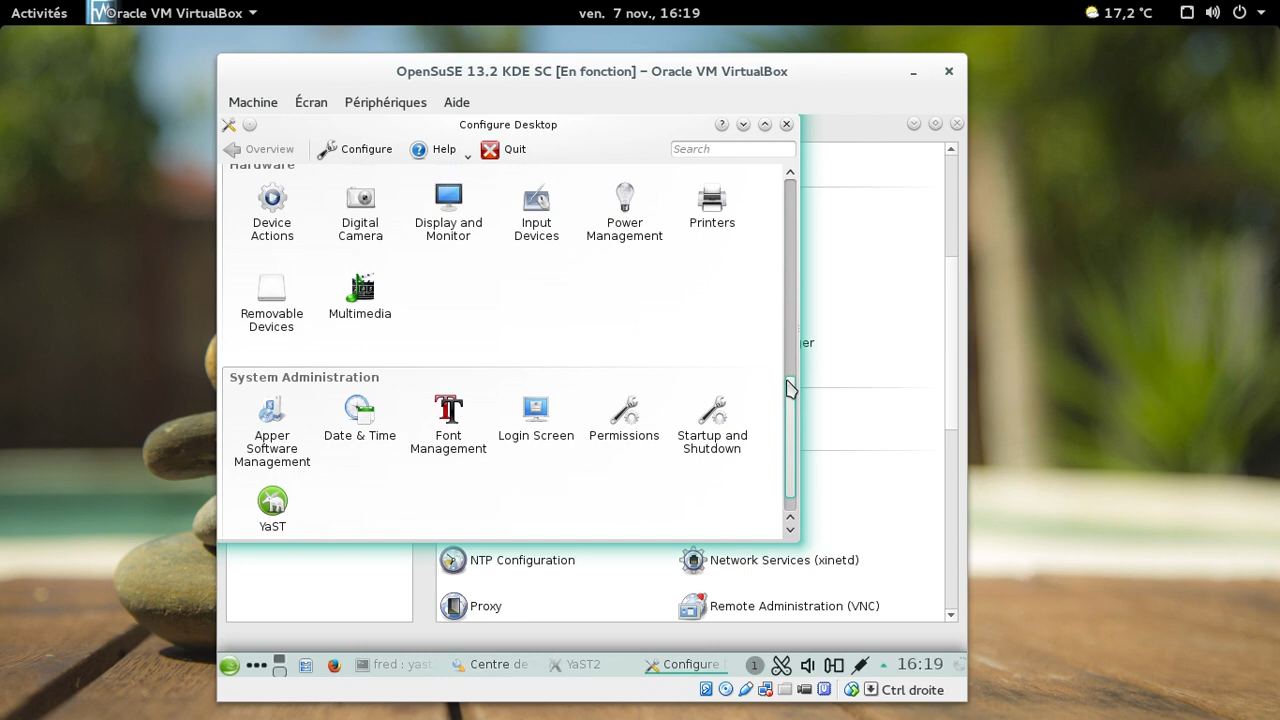 Activités
Oracle VM VirtualBox
ven. 7 nov., 16:19
17,2 °C
OpenSuSE 13.2 KDE SC [En fonction] – Oracle VM VirtualBox
Machine Écran Périphériques Aide
Configure Desktop
Overview Configure Help Quit Search
Hardware
Device Actions
Digital Camera
Display and Monitor
Input Devices
Power Management
Printers
Removable Devices
Multimedia
ger
System Administration
Apper Software Management
Date & Time
Font Management
Login Screen
Permissions
Startup and Shutdown
YaST
NTP Configuration
Network Services (xinetd)
Proxy
Remote Administration (VNC)
fred : yast
Centre de
YaST2
Configure
1
16:19
Ctrl droite